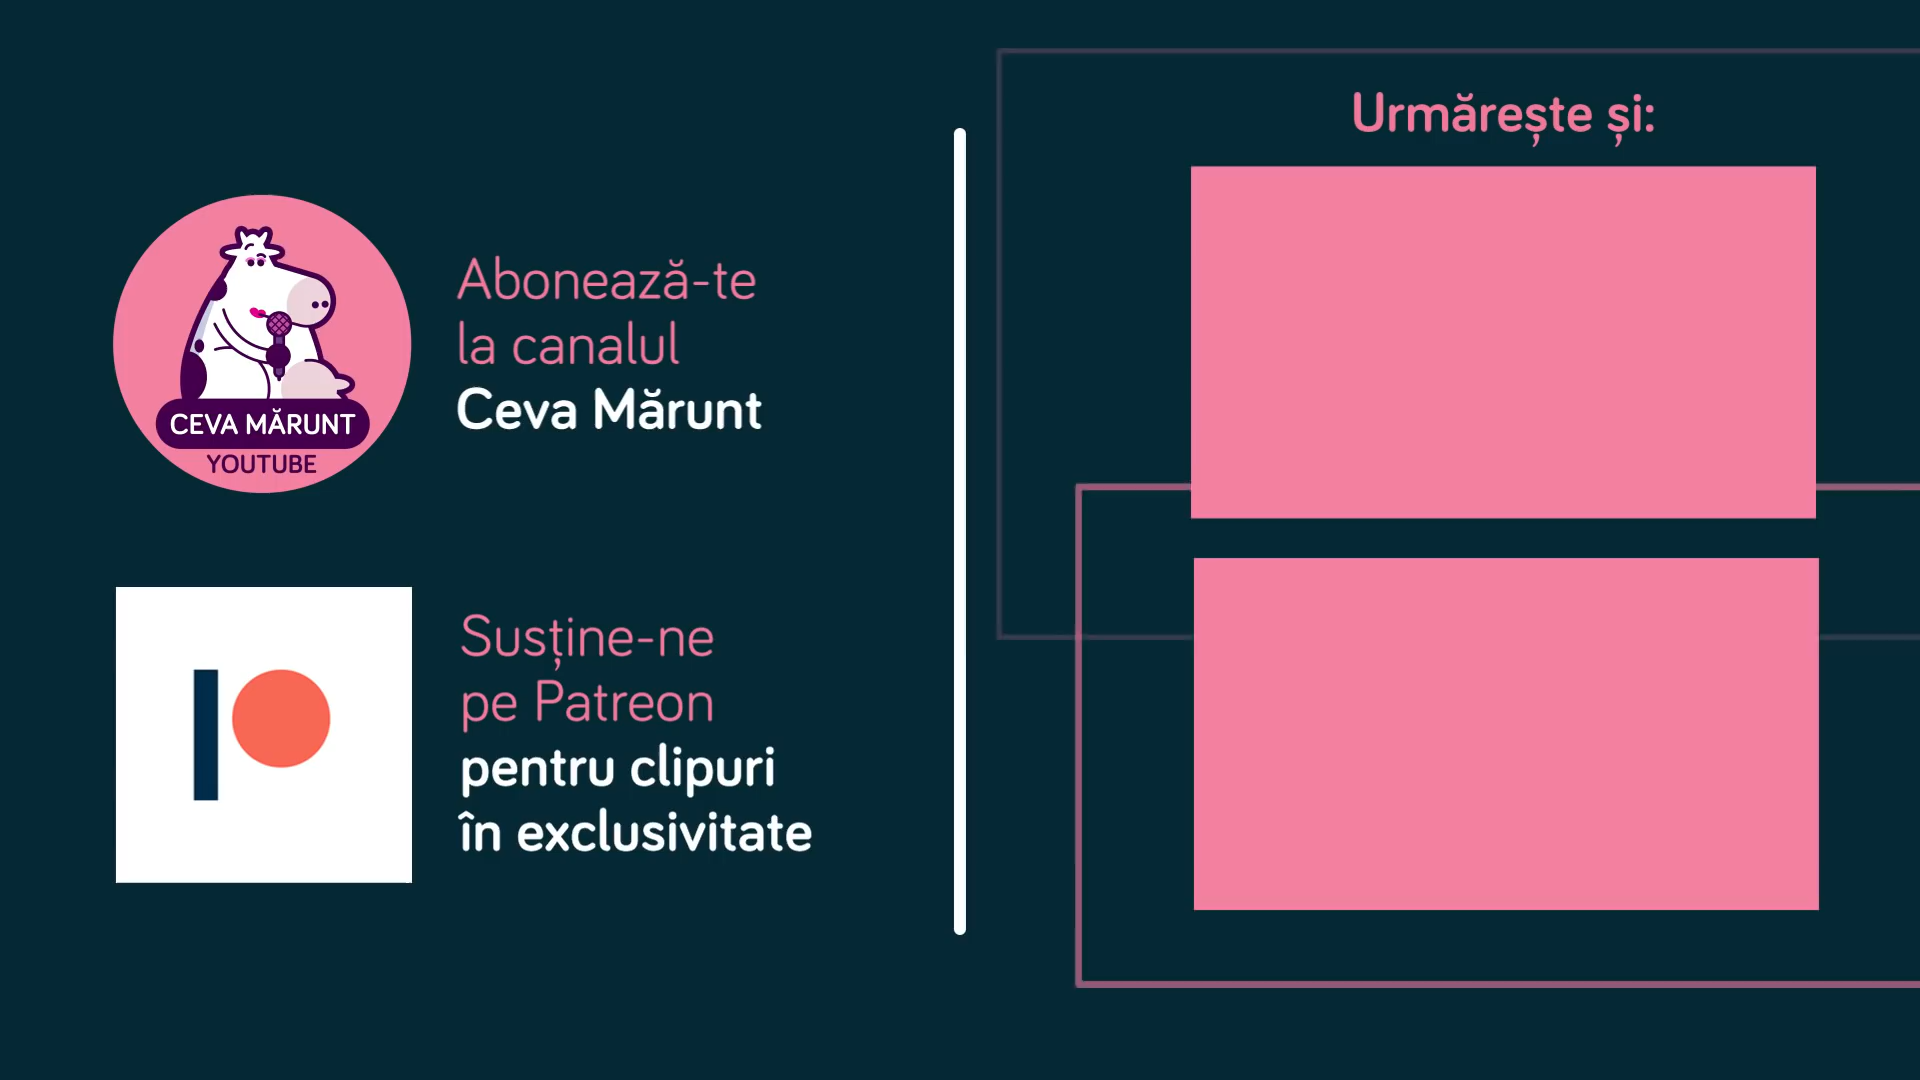 CEVA MĂRUNT
YOUTUBE
Abonează-te
la canalul
Ceva Mărunt
Susține-ne
pe Patreon
pentru clipuri
în exclusivitate
Urmărește și: